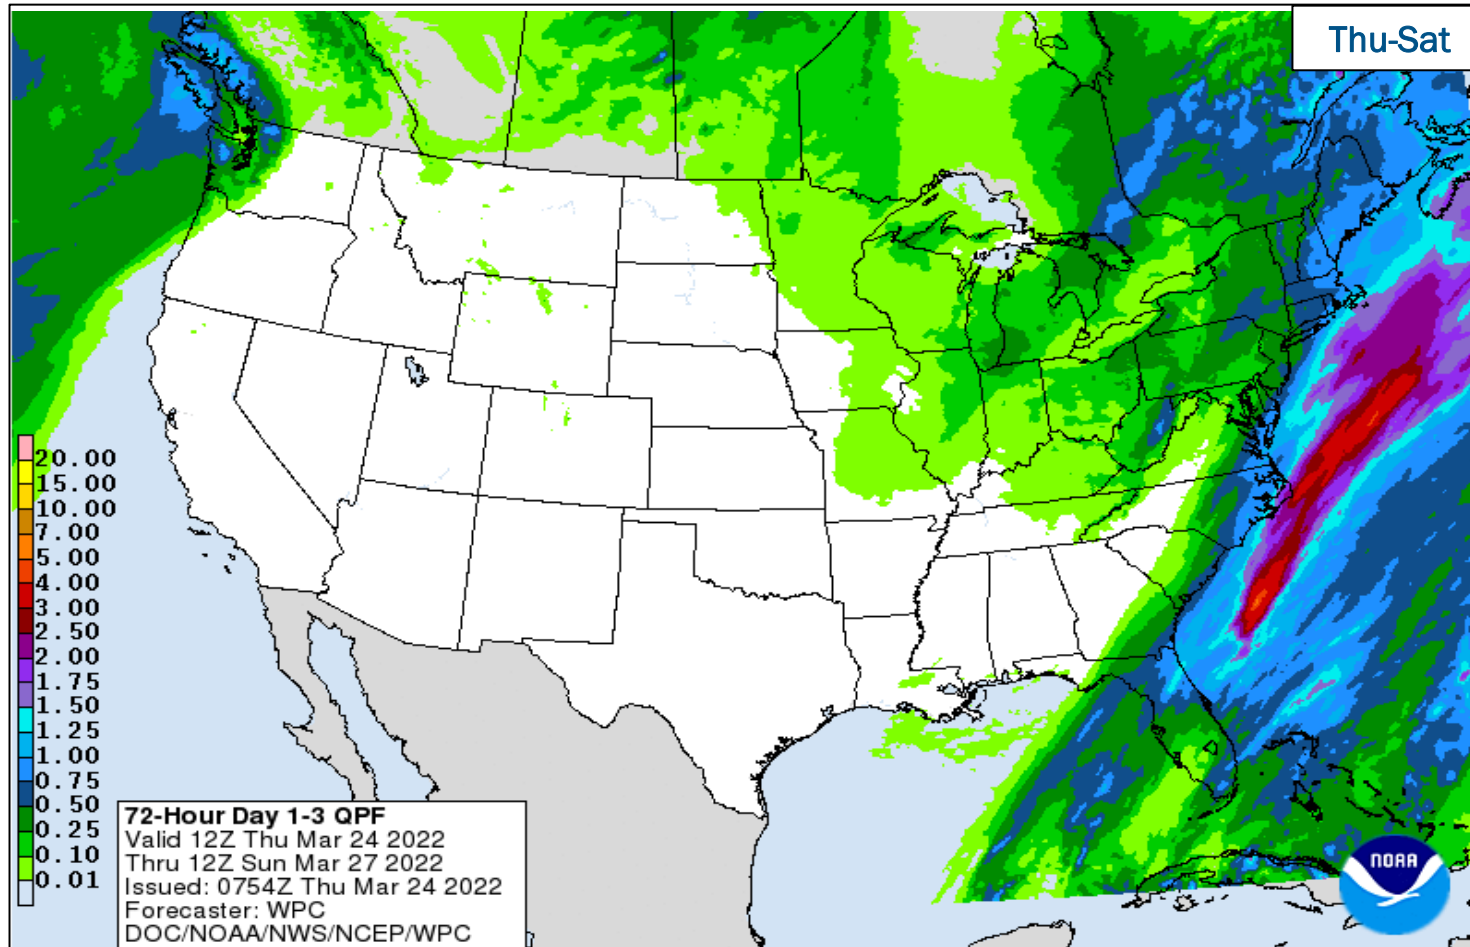 Thu-Sat
20.00
15.00
10.00
7.00
5.00
4.00
3.00
2.50
2.00
1.75
1.50
1.25
1.00
0.75
0.50
0.25
0.10
0.01
72-Hour Day 1-3 QPF
Valid 12Z Thu Mar 24 2022
Thru 12Z Sun Mar 27 2022
Issued: 0754Z Thu Mar 24 2022
Forecaster: WPC
DOC/NOAA/NWS/NCEP/WPC
NOAA